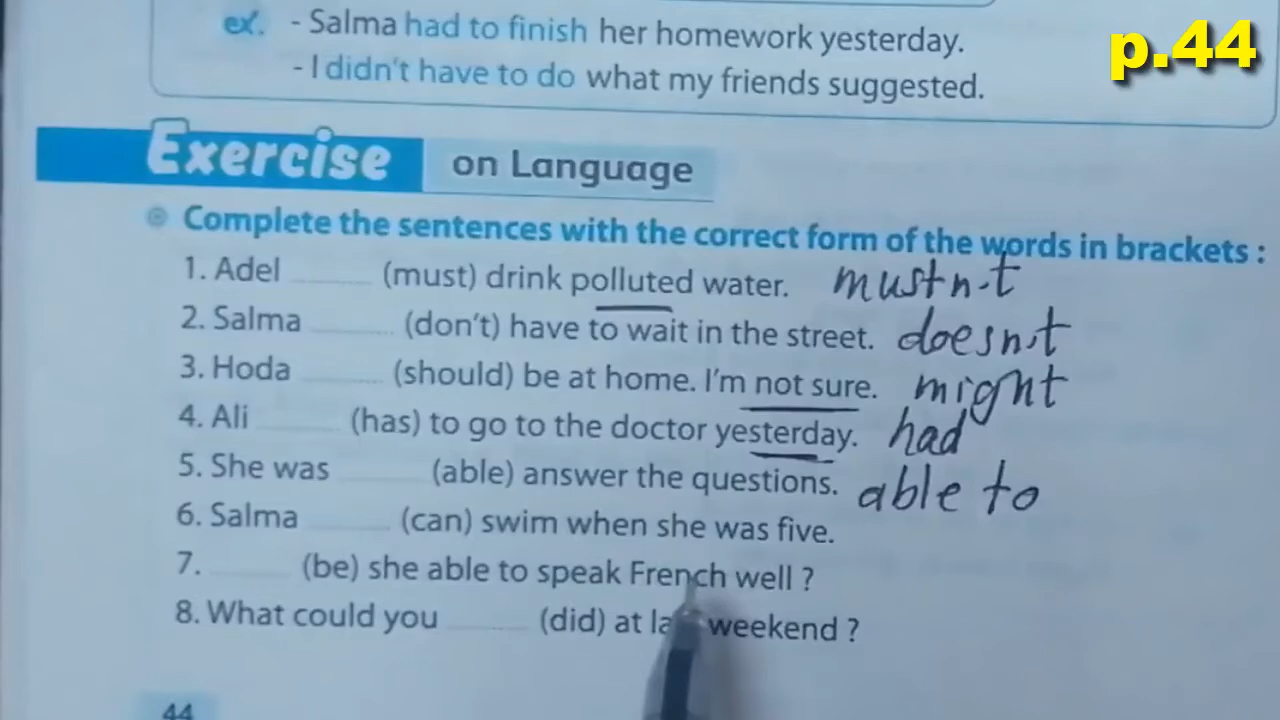 ex. - Salma had to finish her homework yesterday.
p.44
- I didn't have to do what my friends suggested.
Exercise on Language
Complete the sentences with the correct form of the words in brackets :
1. Adel ........ (must) drink polluted water. mustn't
2. Salma ........ (don't) have to wait in the street. doesn't
3. Hoda ........ (should) be at home. I'm not sure. might
4. Ali ........ (has) to go to the doctor yesterday. had
5. She was ........ (able) answer the questions. able to
6. Salma ........ (can) swim when she was five.
7. ........ (be) she able to speak French well ?
8. What could you ........ (did) at weekend ?
44